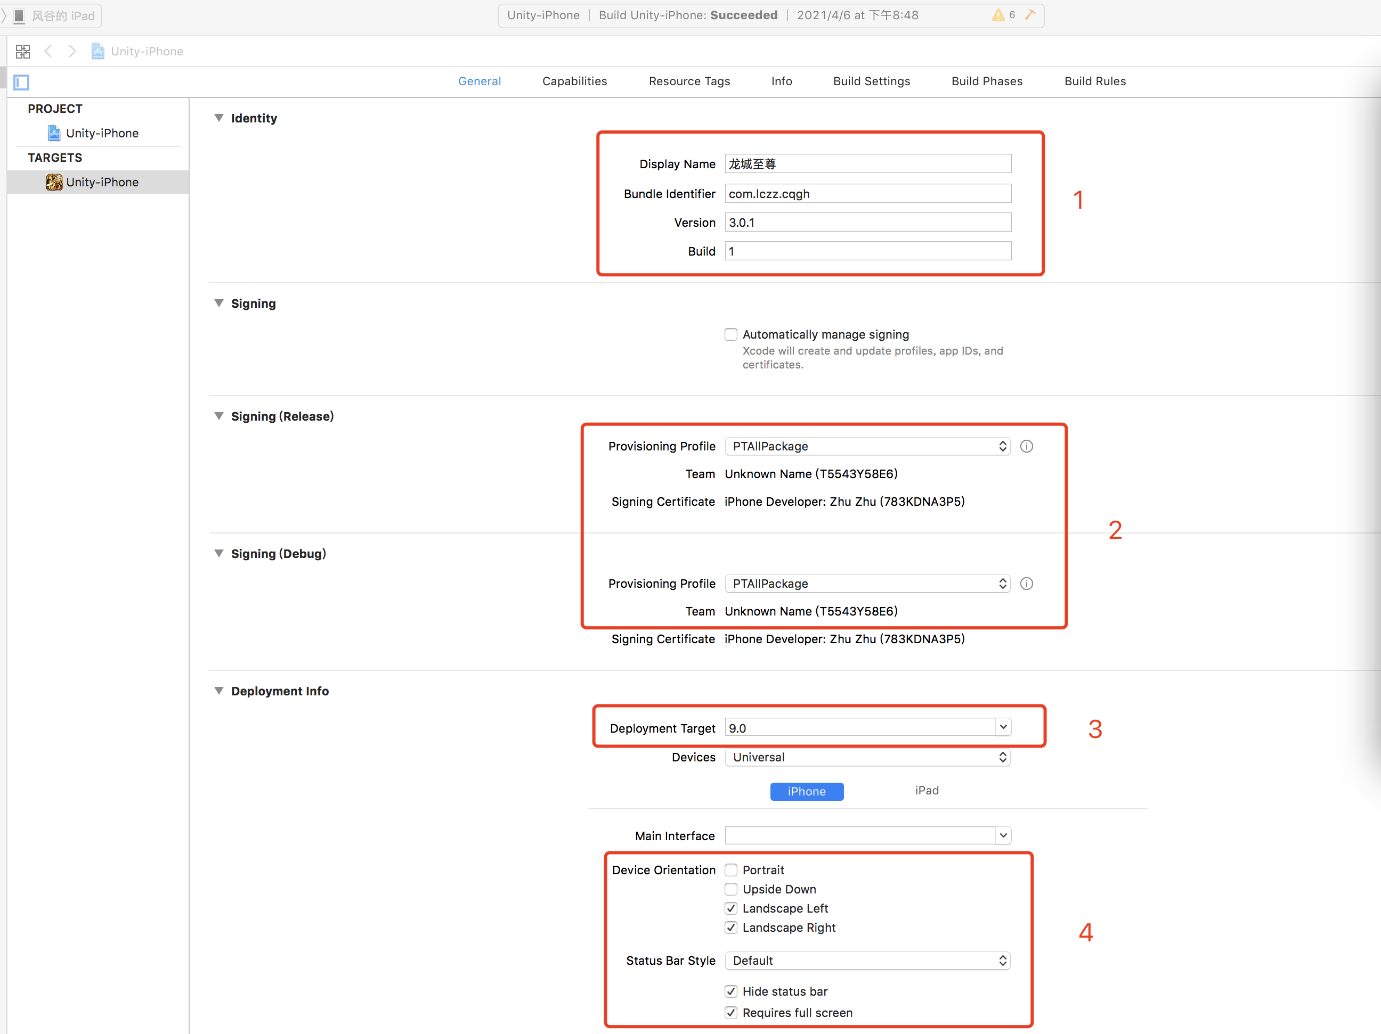 风谷的 iPad
Unity-iPhone | Build Unity-iPhone: Succeeded | 2021/4/6 at 下午8:48
6
Unity-iPhone
General Capabilities Resource Tags Info Build Settings Build Phases Build Rules
PROJECT
Unity-iPhone
TARGETS
Unity-iPhone
Identity
Display Name 龙城至尊
Bundle Identifier com.lczz.cqgh
Version 3.0.1
Build 1
1
Signing
Automatically manage signing
Xcode will create and update profiles, app IDs, and
certificates.
Signing (Release)
Provisioning Profile PTAllPackage
Team Unknown Name (T5543Y58E6)
Signing Certificate iPhone Developer: Zhu Zhu (783KDNA3P5)
2
Signing (Debug)
Provisioning Profile PTAllPackage
Team Unknown Name (T5543Y58E6)
Signing Certificate iPhone Developer: Zhu Zhu (783KDNA3P5)
Deployment Info
Deployment Target 9.0
3
Devices Universal
iPhone iPad
Main Interface
Device Orientation Portrait
Upside Down
Landscape Left
Landscape Right
4
Status Bar Style Default
Hide status bar
Requires full screen